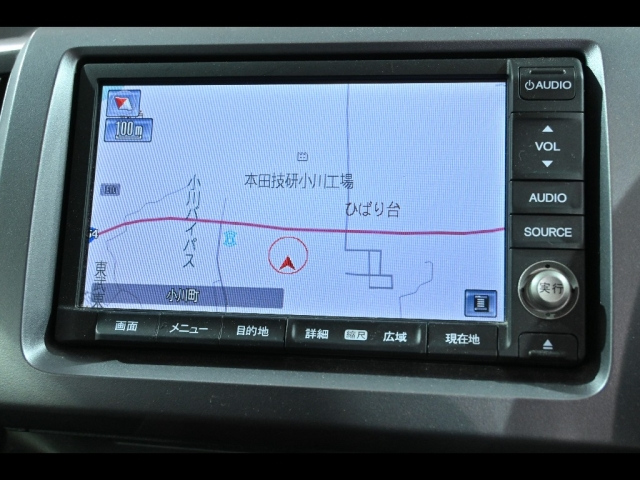 100m
本田技研小川工場
ひばり台
小川バイパス
小川町
画面
メニュー
目的地
詳細
縮尺
広域
現在地
AUDIO
VOL
AUDIO
SOURCE
実行